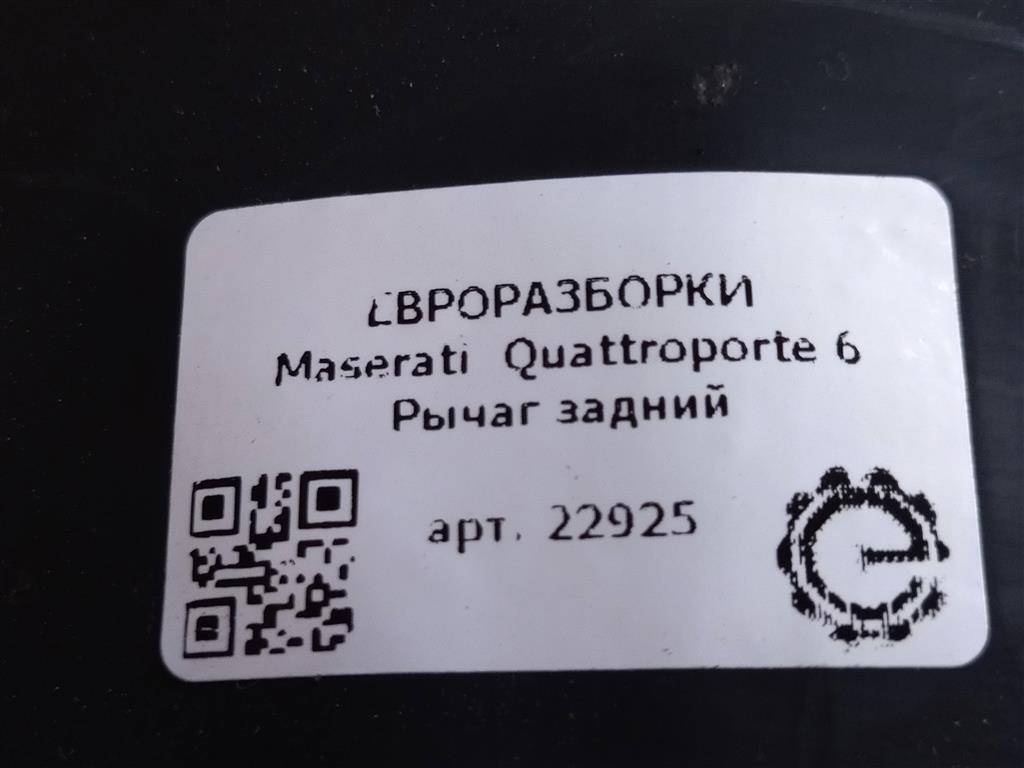 ЕВРОРАЗБОРКИ
Maserati Quattroporte 6
Рычаг задний
арт. 22925